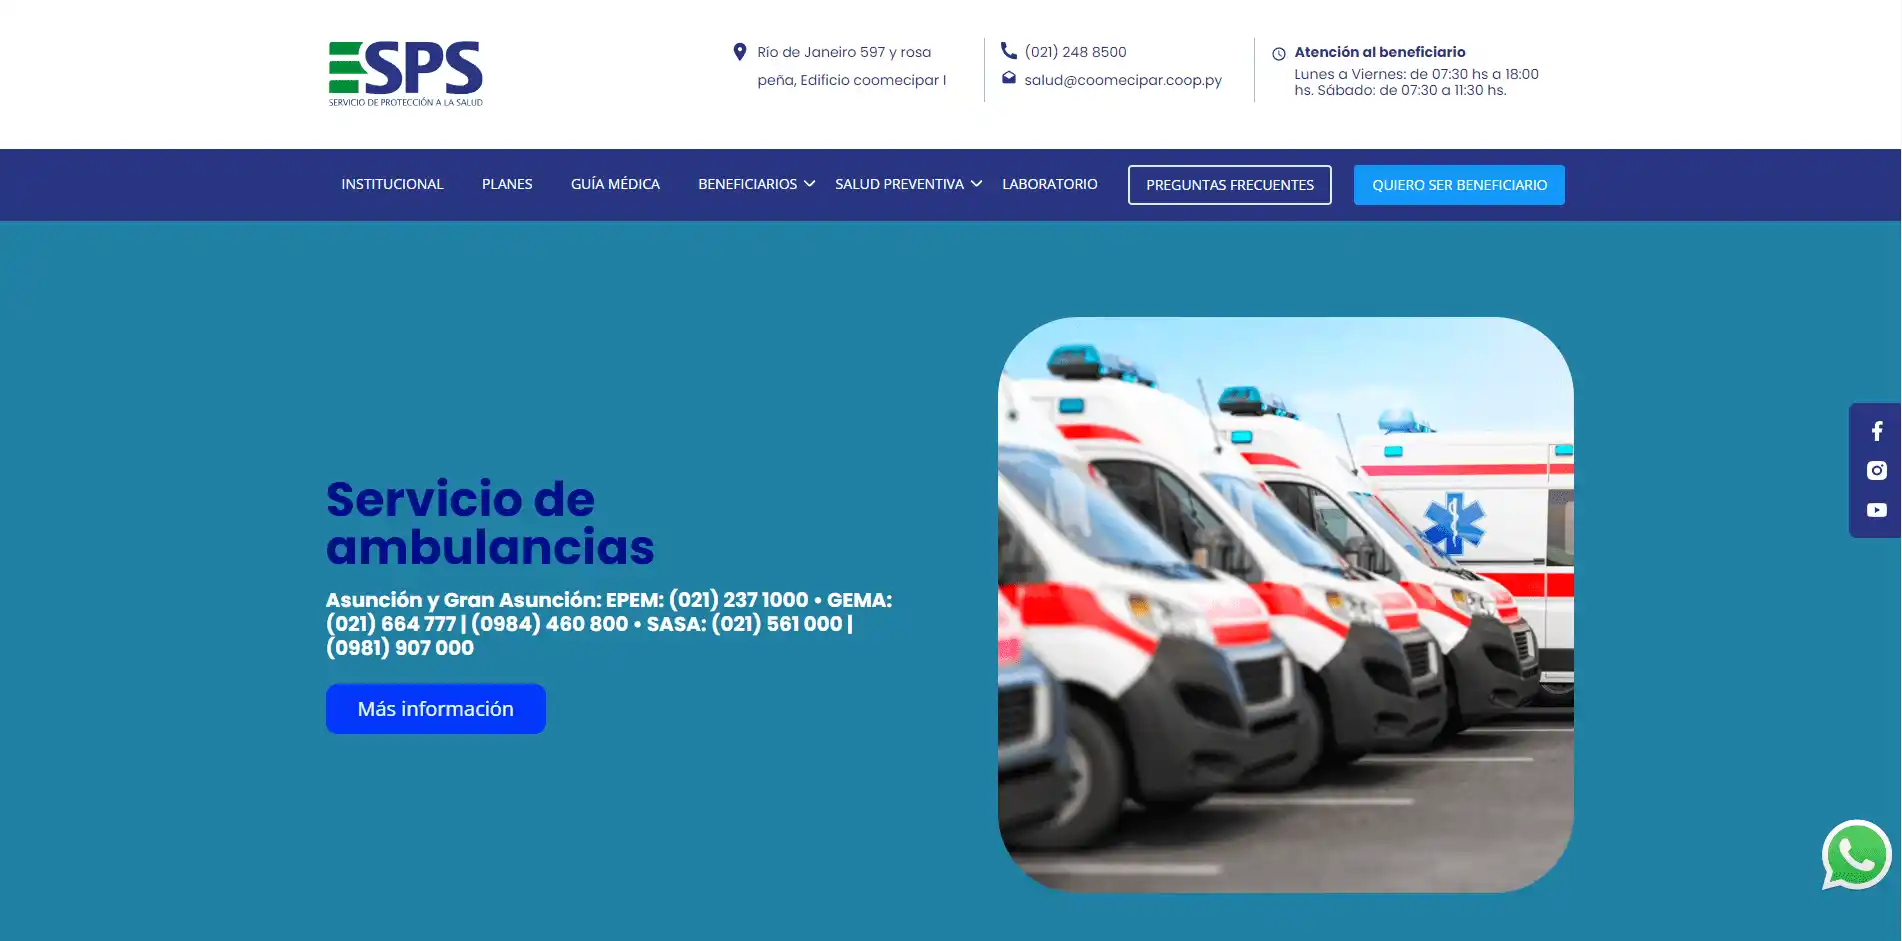 ESPS
SERVICIO DE PROTECCIÓN A LA SALUD
Río de Janeiro 597 y rosa
peña, Edificio coomecipar I
(021) 248 8500
salud@coomecipar.coop.py
Atención al beneficiario
Lunes a Viernes: de 07:30 hs a 18:00
hs. Sábado: de 07:30 a 11:30 hs.
INSTITUCIONAL
PLANES
GUÍA MÉDICA
BENEFICIARIOS
SALUD PREVENTIVA
LABORATORIO
PREGUNTAS FRECUENTES
QUIERO SER BENEFICIARIO
Servicio de
ambulancias
Asunción y Gran Asunción: EPEM: (021) 237 1000 • GEMA:
(021) 664 777 | (0984) 460 800 • SASA: (021) 561 000 |
(0981) 907 000
Más información